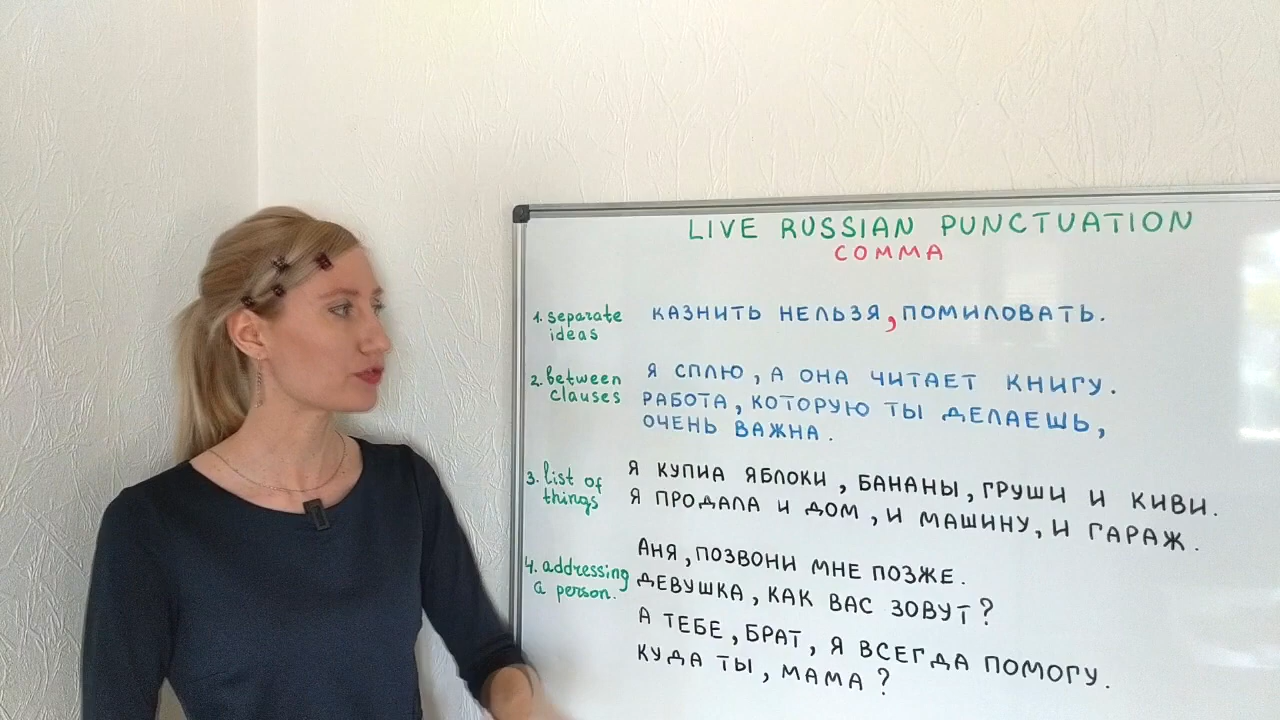 LIVE RUSSIAN PUNCTUATION
COMMA
1. separate
ideas
КАЗНИТЬ НЕЛЬЗЯ, ПОМИЛОВАТЬ.
2. between
clauses
Я СПЛЮ, А ОНА ЧИТАЕТ КНИГУ.
РАБОТА, КОТОРУЮ ТЫ ДЕЛАЕШЬ,
ОЧЕНЬ ВАЖНА.
3. list of
things
Я КУПИЛА ЯБЛОКИ, БАНАНЫ, ГРУШИ И КИВИ.
Я ПРОДАЛА И ДОМ, И МАШИНУ, И ГАРАЖ.
4. addressing
a person.
АНЯ, ПОЗВОНИ МНЕ ПОЗЖЕ.
ДЕВУШКА, КАК ВАС ЗОВУТ?
А ТЕБЕ, БРАТ, Я ВСЕГДА ПОМОГУ.
КУДА ТЫ, МАМА?